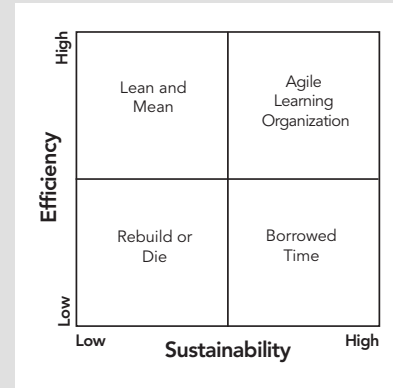 High
Efficiency
Low
Lean and
Mean
Agile
Learning
Organization
Rebuild or
Die
Borrowed
Time
Low
Sustainability
High